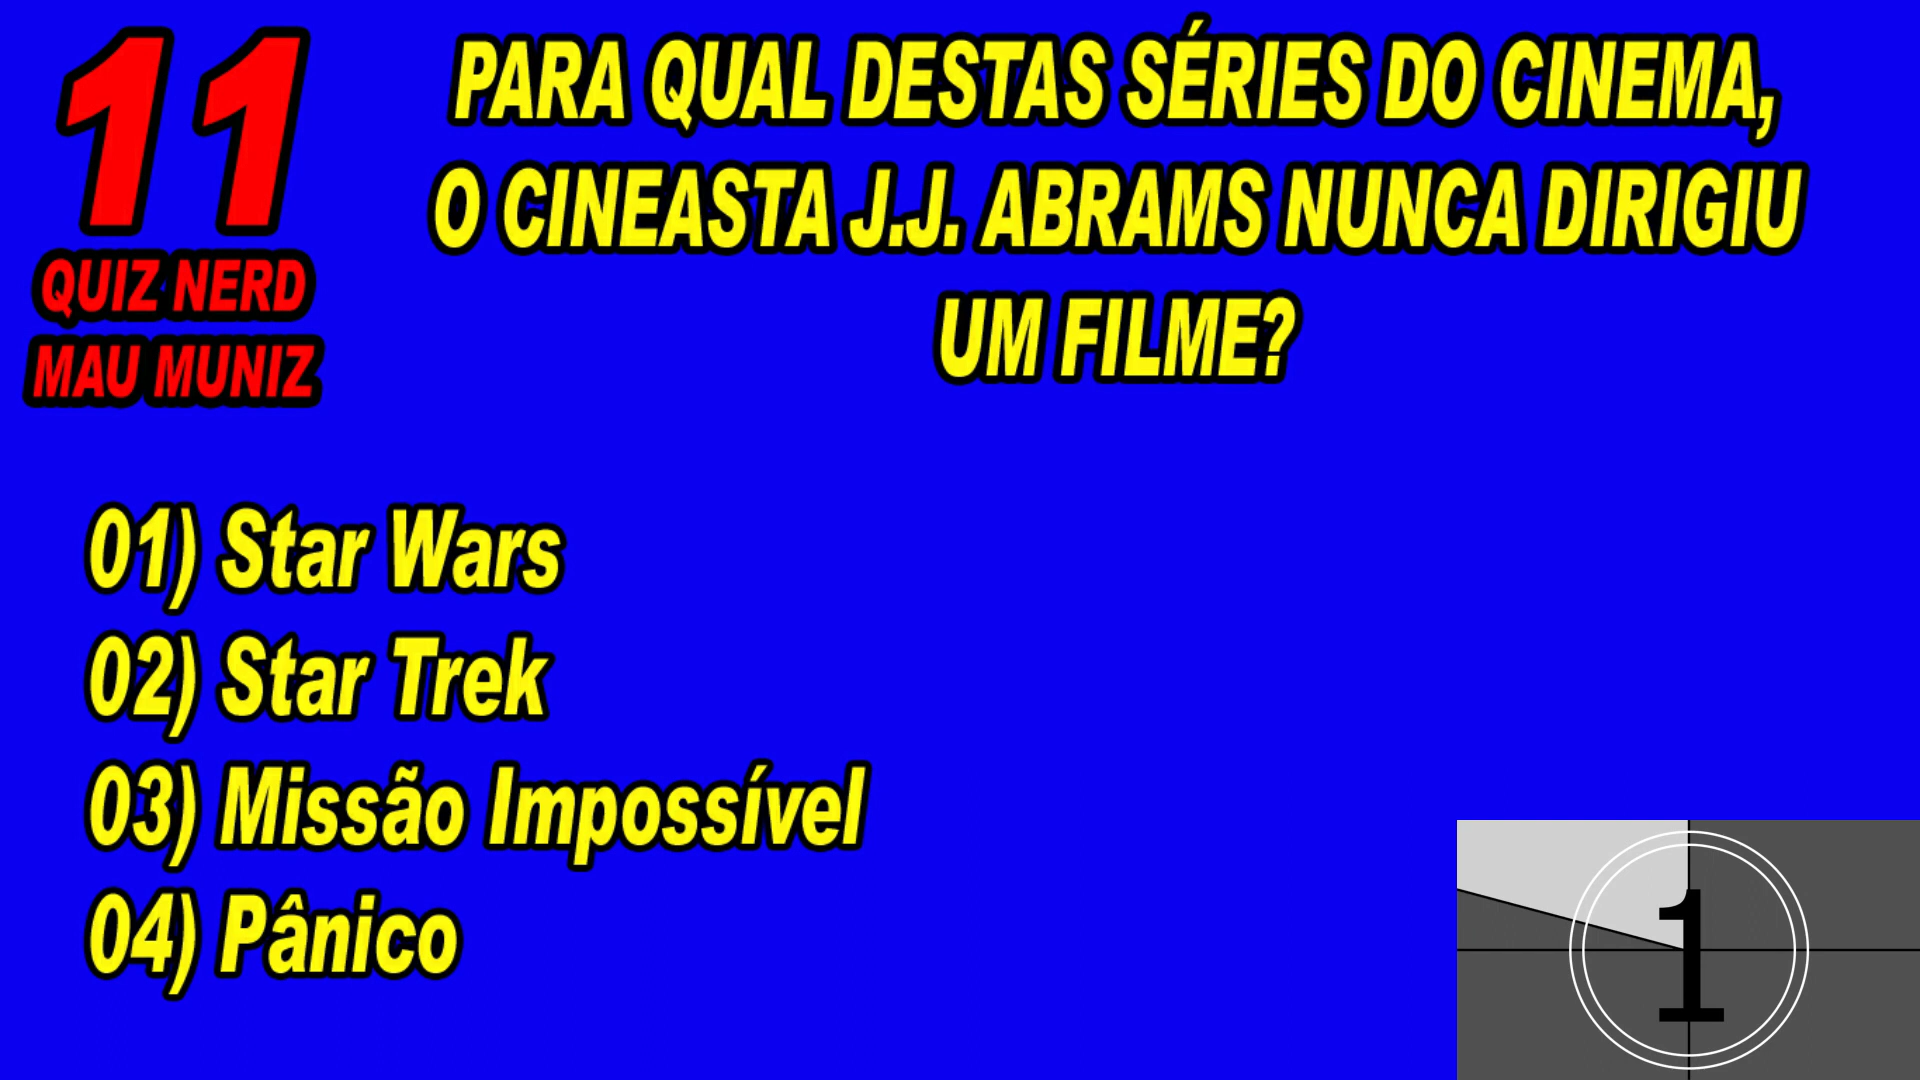 11
QUIZ NERD
MAU MUNIZ
PARA QUAL DESTAS SÉRIES DO CINEMA,
O CINEASTA J.J. ABRAMS NUNCA DIRIGIU
UM FILME?
01) Star Wars
02) Star Trek
03) Missão Impossível
04) Pânico
1